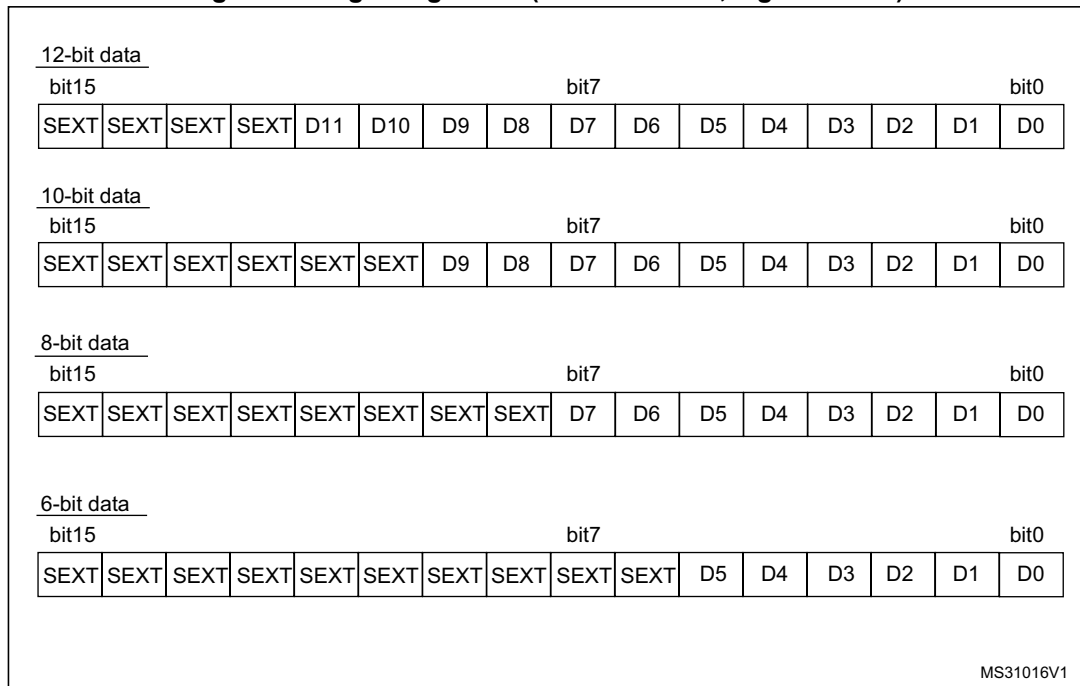 12-bit data
bit15 bit7 bit0
SEXT SEXT SEXT SEXT D11 D10 D9 D8 D7 D6 D5 D4 D3 D2 D1 D0
10-bit data
bit15 bit7 bit0
SEXT SEXT SEXT SEXT SEXT SEXT D9 D8 D7 D6 D5 D4 D3 D2 D1 D0
8-bit data
bit15 bit7 bit0
SEXT SEXT SEXT SEXT SEXT SEXT SEXT SEXT D7 D6 D5 D4 D3 D2 D1 D0
6-bit data
bit15 bit7 bit0
SEXT SEXT SEXT SEXT SEXT SEXT SEXT SEXT SEXT SEXT D5 D4 D3 D2 D1 D0
MS31016V1